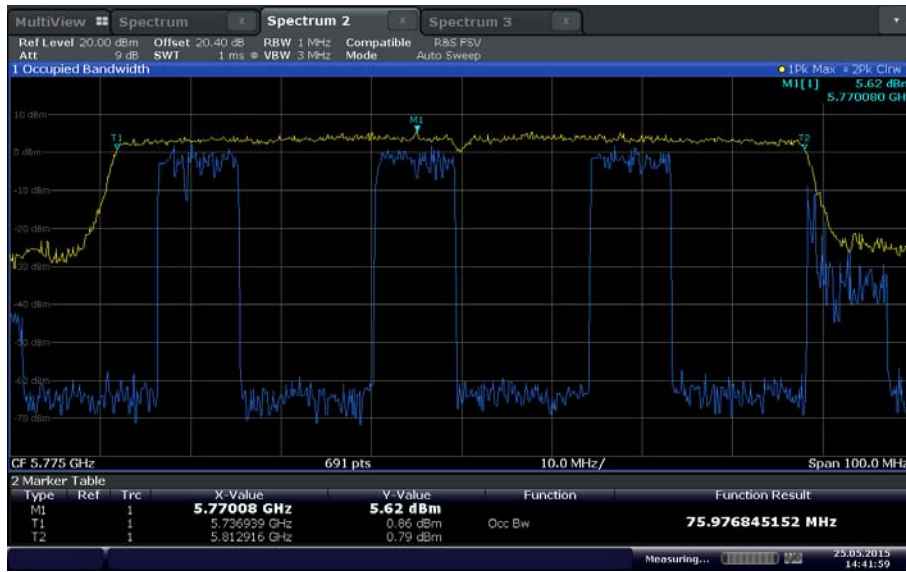 MultiView Spectrum x Spectrum 2 x Spectrum 3 x
Ref Level 20.00 dBm Offset 20.40 dB RBW 1 MHz Compatible R&S FSV
Att 9 dB SWT 1 ms VBW 3 MHz Mode Auto Sweep
1 Occupied Bandwidth 1Pk Max 2Pk Clrw
M1[1] 5.62 dBm
5.770080 GH
10 dBm
M1
T1 T2
0 dBm
-10 dBm
-20 dBm
-30 dBm
-40 dBm
-50 dBm
-60 dBm
-70 dBm
CF 5.775 GHz 691 pts 10.0 MHz/ Span 100.0 MHz
2 Marker Table
Type Ref Trc X-Value Y-Value Function Function Result
M1 1 5.77008 GHz 5.62 dBm
T1 1 5.736939 GHz 0.86 dBm Occ Bw 75.976845152 MHz
T2 1 5.812916 GHz 0.79 dBm
Measuring... 25.05.2015
14:41:59